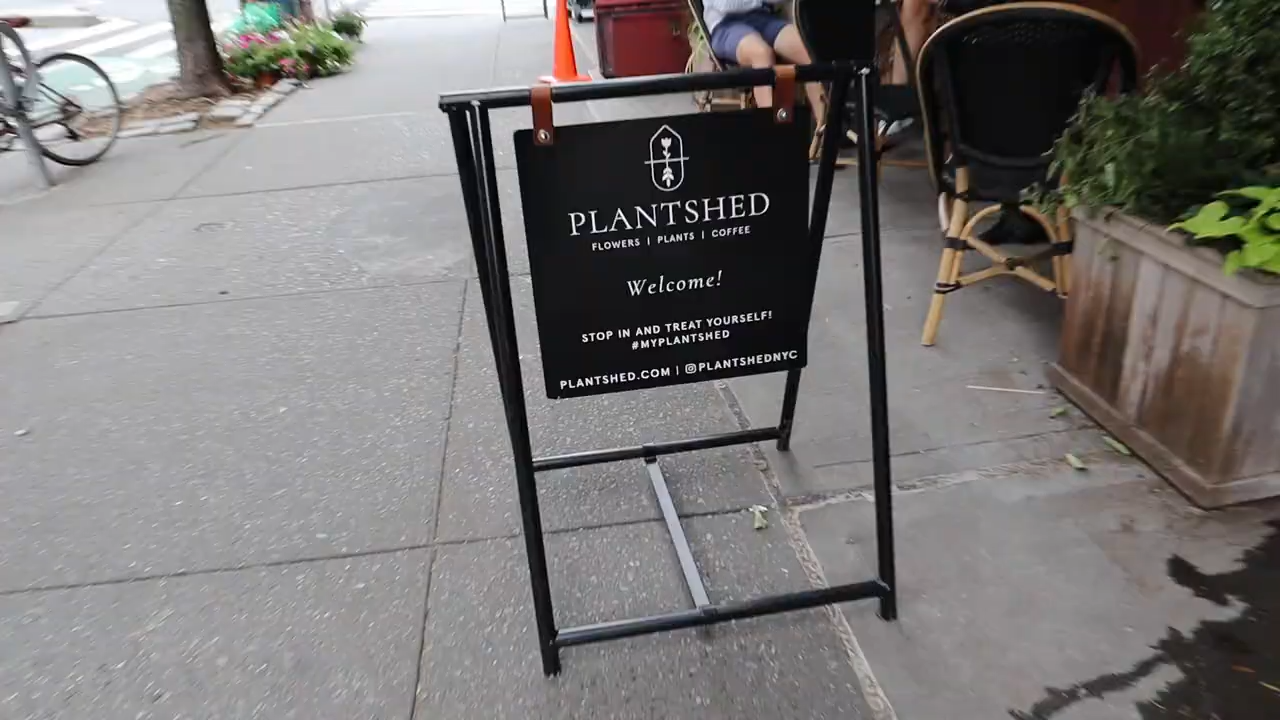 PLANTSHED
FLOWERS | PLANTS | COFFEE
Welcome!
STOP IN AND TREAT YOURSELF!
#MYPLANTSHED
PLANTSHED.COM | PLANTSHEDNYC